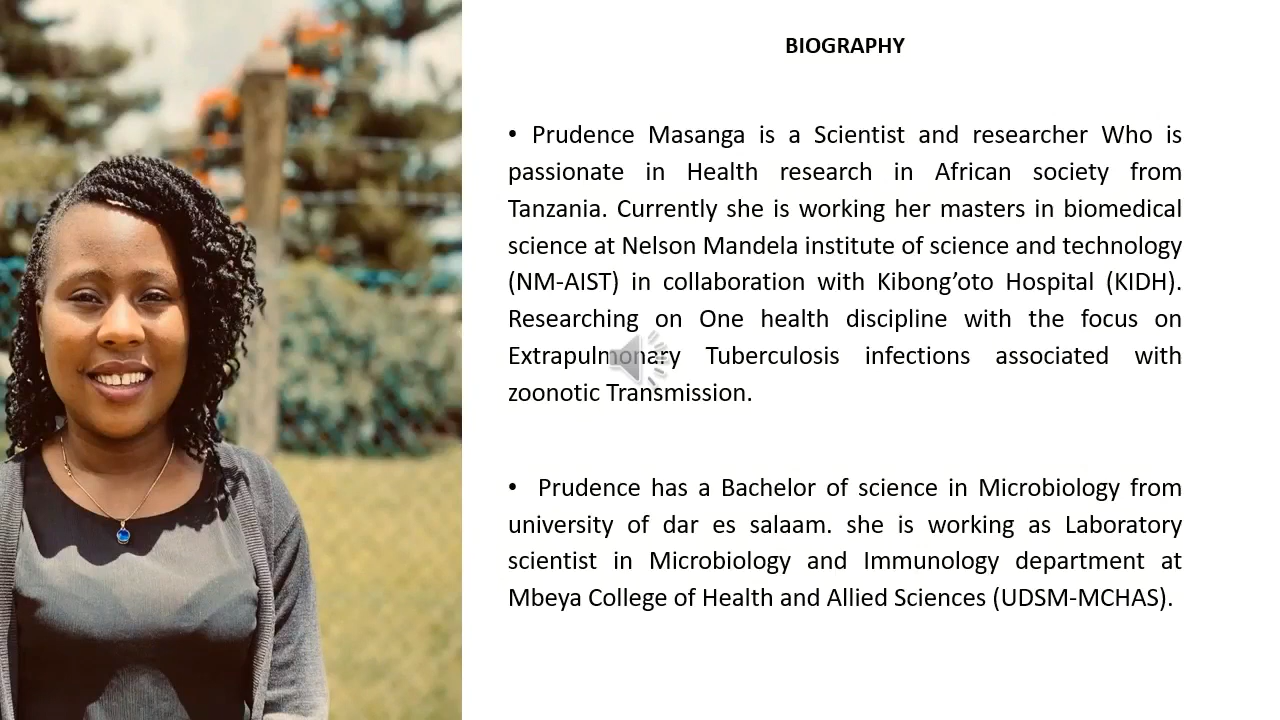 BIOGRAPHY
• Prudence Masanga is a Scientist and researcher Who is
passionate in Health research in African society from
Tanzania. Currently she is working her masters in biomedical
science at Nelson Mandela institute of science and technology
(NM-AIST) in collaboration with Kibong’oto Hospital (KIDH).
Researching on One health discipline with the focus on
Extrapulmonary Tuberculosis infections associated with
zoonotic Transmission.
• Prudence has a Bachelor of science in Microbiology from
university of dar es salaam. she is working as Laboratory
scientist in Microbiology and Immunology department at
Mbeya College of Health and Allied Sciences (UDSM-MCHAS).